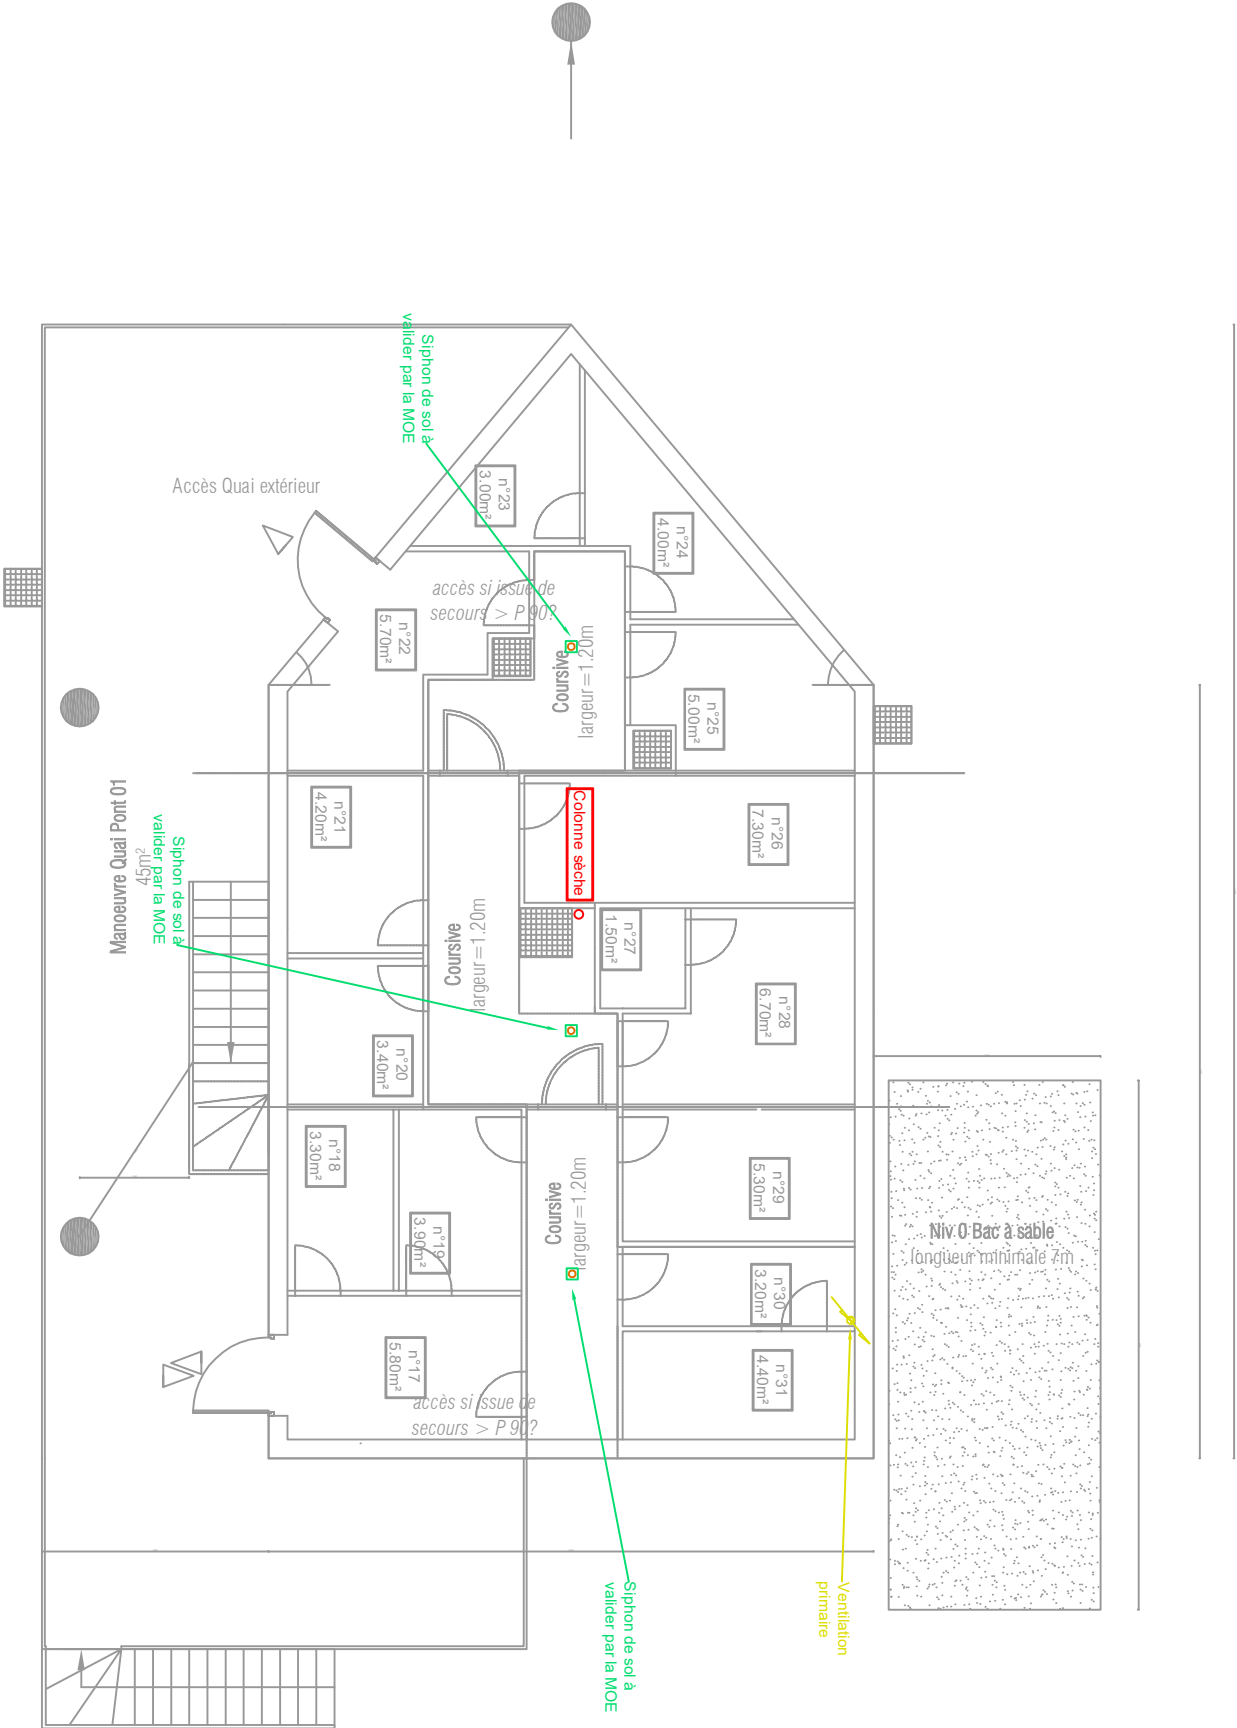 Siphon de sol à
valider par la MOE
Accès Quai extérieur
n°23
3.00m²
n°24
4.00m²
accès si issue de
secours > P 90?
n°22
5.70m²
Coursive
largeur=1.20m
n°25
5.00m²
Manoeuvre Quai Pont 01
45m²
Siphon de sol à
valider par la MOE
n°21
4.20m²
Colonne sèche
n°26
7.30m²
Coursive
largeur=1.20m
n°27
1.50m²
n°28
6.70m²
n°20
3.40m²
n°18
3.30m²
n°19
3.90m²
Coursive
largeur=1.20m
n°29
5.30m²
Niv.0 Bac à sable
longueur minimale 7m
n°30
3.20m²
n°17
5.80m²
n°31
4.40m²
accès si issue de
secours > P 90?
Siphon de sol à
valider par la MOE
Ventilation
primaire